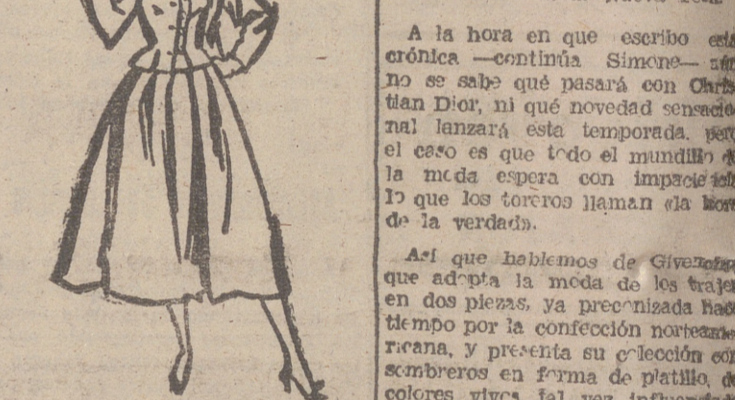 A la hora en que escribo esta
crónica —continúa Simone— aún
no se sabe qué pasará con Chris-
tian Dior, ni qué novedad sensacio-
nal lanzará esta temporada, pero
el caso es que todo el mundillo de
la moda espera con impaciencia
lo que los toreros llaman «la hora
de la verdad».
Así que hablemos de Givenchy,
que adopta la moda de los trajes
en dos piezas, ya preconizada hace
tiempo por la confección norteame-
ricana, y presenta su colección con
sombreros en forma de platillo, de
colores vivos tal vez